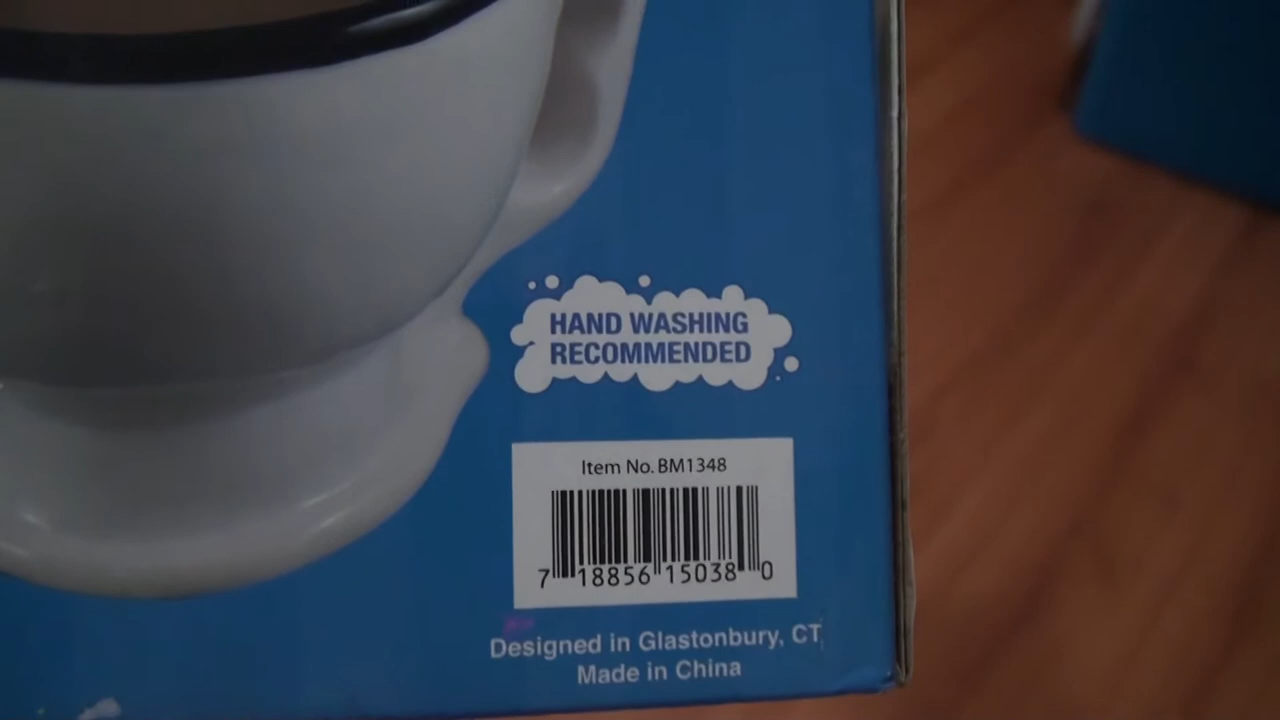 HAND WASHING
RECOMMENDED
Item No. BM1348
7 18856 15038 0
Designed in Glastonbury, CT
Made in China